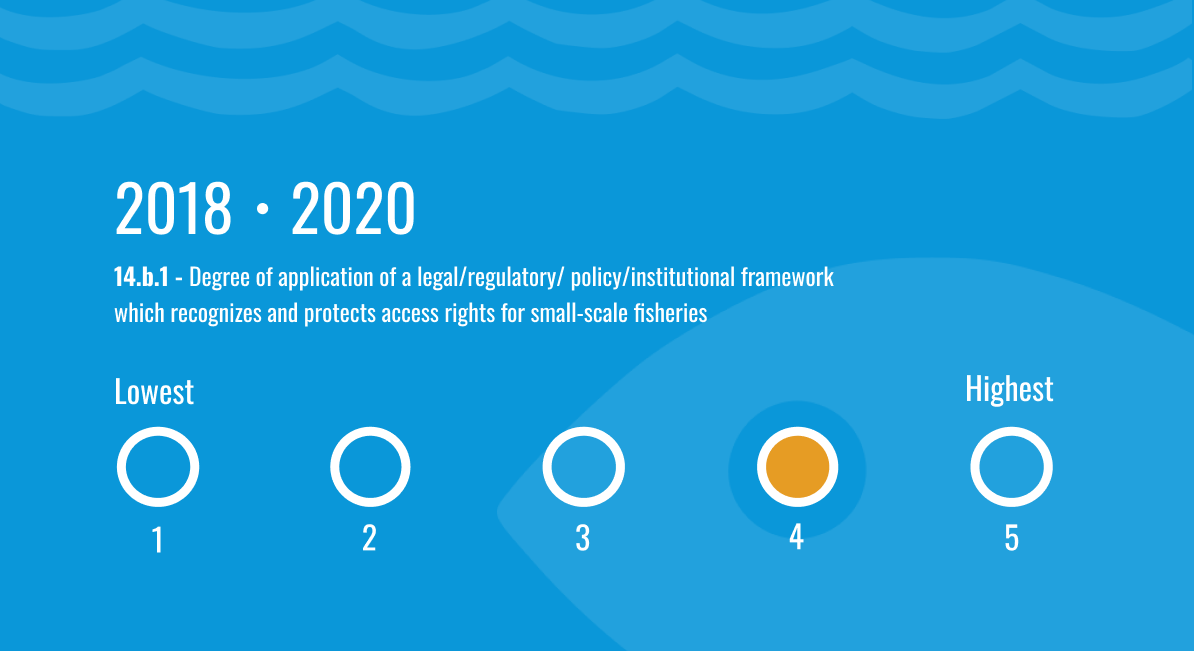 2018 · 2020
14.b.1 - Degree of application of a legal/regulatory/ policy/institutional framework
which recognizes and protects access rights for small-scale fisheries
Lowest
Highest
1
2
3
4
5